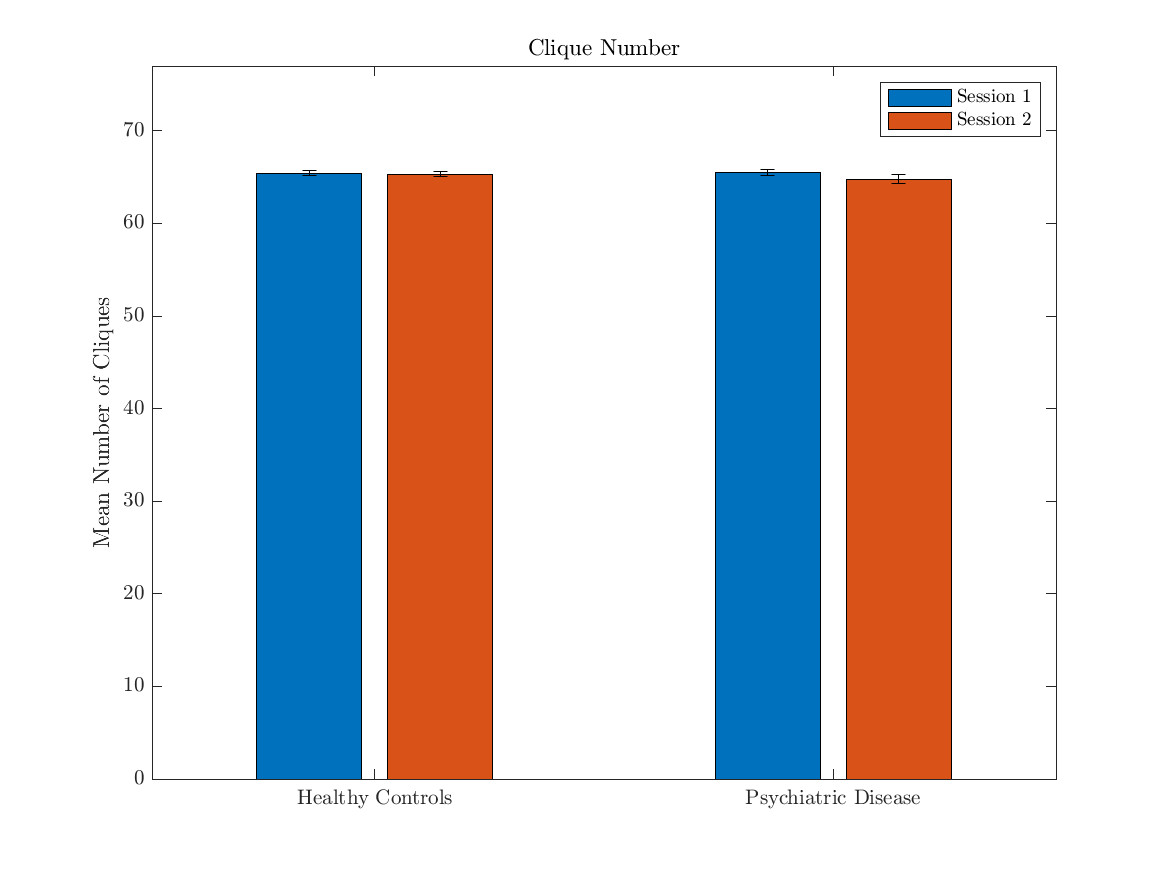 Clique Number
Session 1
Session 2
70
60
50
40
30
20
10
0
Mean Number of Cliques
Healthy Controls
Psychiatric Disease